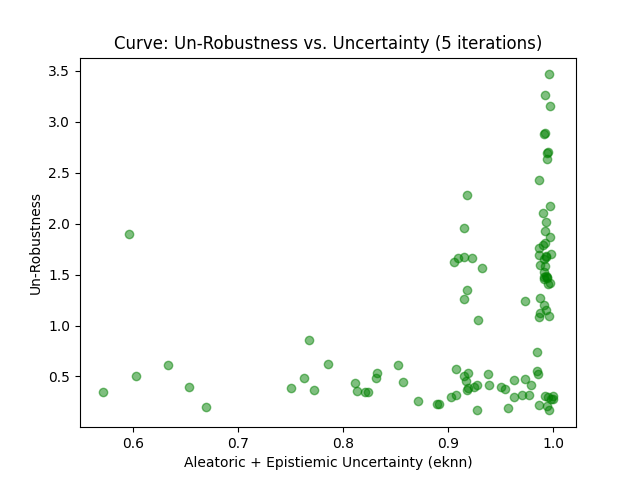 Curve: Un-Robustness vs. Uncertainty (5 iterations)
3.5
3.0
2.5
2.0
1.5
1.0
0.5
Un-Robustness
0.6 0.7 0.8 0.9 1.0
Aleatoric + Epistiemic Uncertainty (eknn)